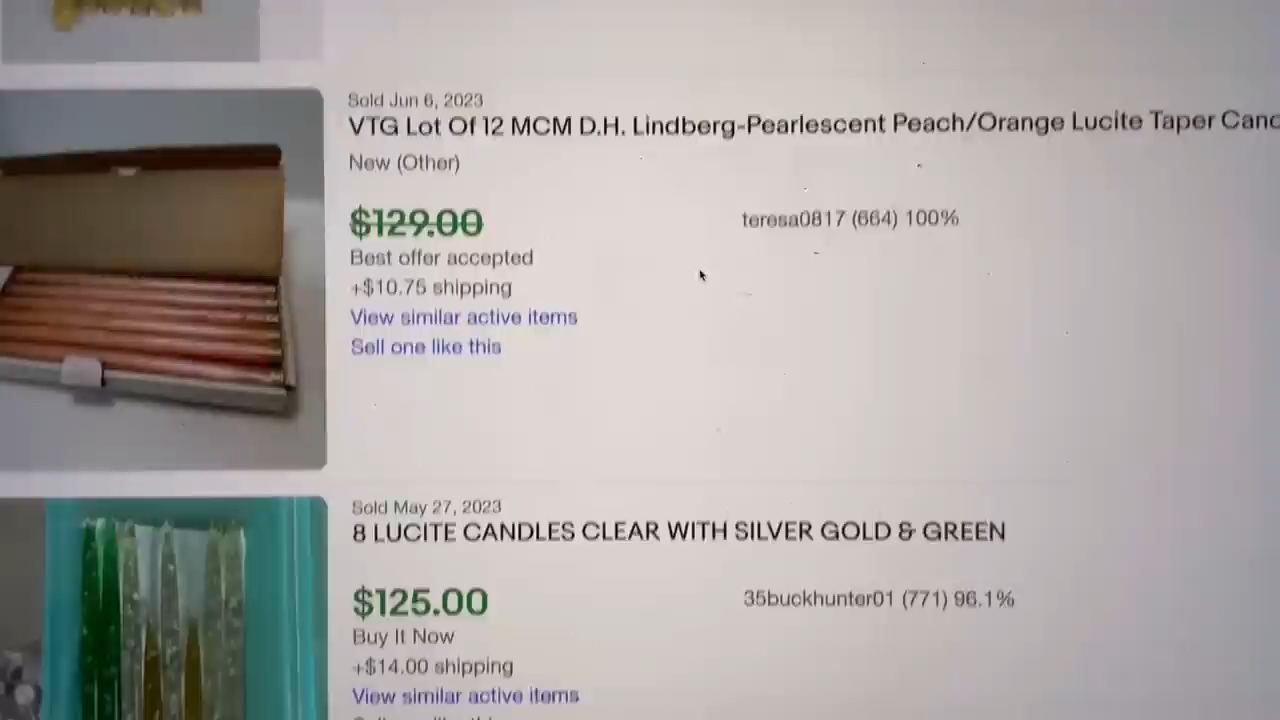 Sold Jun 6, 2023
VTG Lot Of 12 MCM D.H. Lindberg-Pearlescent Peach/Orange Lucite Taper
New (Other)
$129.00
teresa0817 (664) 100%
Best offer accepted
+$10.75 shipping
View similar active items
Sell one like this
Sold May 27, 2023
8 LUCITE CANDLES CLEAR WITH SILVER GOLD & GREEN
$125.00
35buckhunter01 (771) 96.1%
Buy It Now
+$14.00 shipping
View similar active items